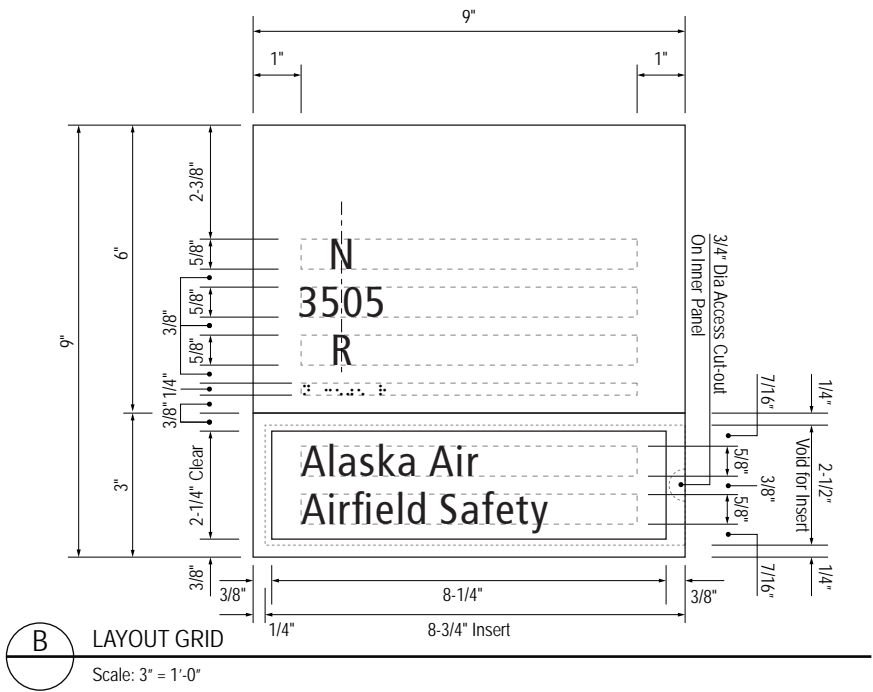 9"
1"
1"
2-3/8"
5/8"
5/8"
5/8"
3/8"
1/4"
3/8"
6"
9"
3"
2-1/4" Clear
3/8"
N
3505
R
Alaska Air
Airfield Safety
3/4" Dia Access Cut-out
On Inner Panel
7/16"
1/4"
5/8"
3/8"
5/8"
2-1/2"
Void for Insert
7/16"
1/4"
3/8"
8-1/4"
3/8"
1/4"
8-3/4" Insert
B
LAYOUT GRID
Scale: 3" = 1'-0"